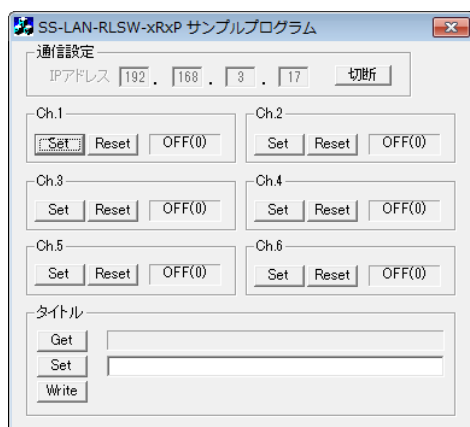 SS-LAN-RLSW-xRxP サンプルプログラム
通信設定
IPアドレス 192 . 168 . 3 . 17 切断
Ch.1 Ch.2
Set Reset OFF(0) Set Reset OFF(0)
Ch.3 Ch.4
Set Reset OFF(0) Set Reset OFF(0)
Ch.5 Ch.6
Set Reset OFF(0) Set Reset OFF(0)
タイトル
Get
Set
Write